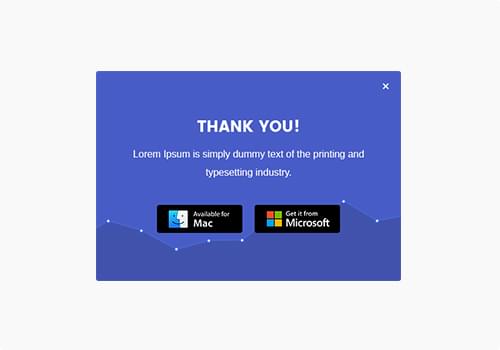 ×
THANK YOU!
Lorem Ipsum is simply dummy text of the printing and
typesetting industry.
Available for
Mac
Get it from
Microsoft